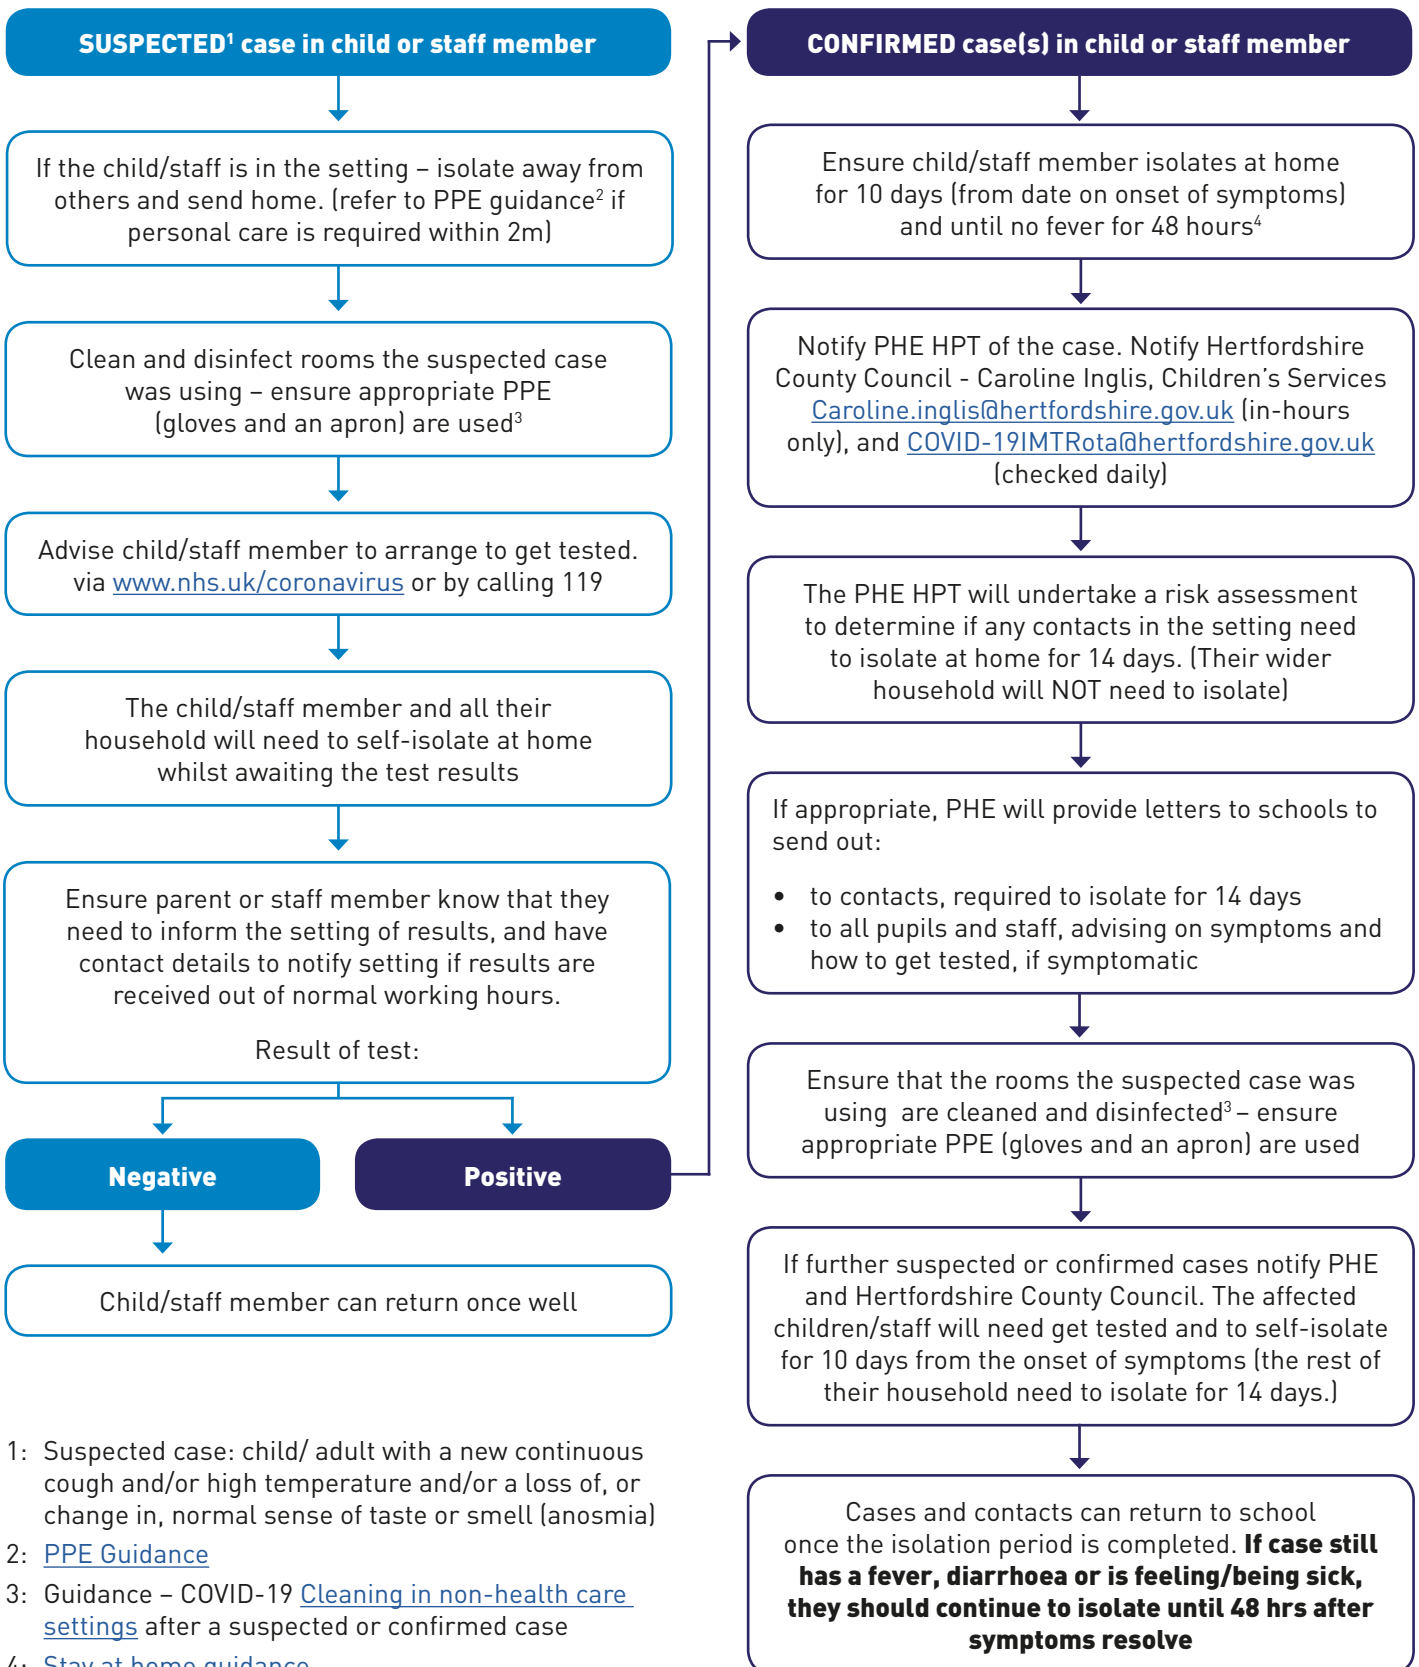 SUSPECTED¹ case in child or staff member
If the child/staff is in the setting – isolate away from
others and send home. (refer to PPE guidance² if
personal care is required within 2m)
Clean and disinfect rooms the suspected case
was using – ensure appropriate PPE
(gloves and an apron) are used³
Advise child/staff member to arrange to get tested.
via www.nhs.uk/coronavirus or by calling 119
The child/staff member and all their
household will need to self-isolate at home
whilst awaiting the test results
Ensure parent or staff member know that they
need to inform the setting of results, and have
contact details to notify setting if results are
received out of normal working hours.
Result of test:
Negative
Positive
Child/staff member can return once well
1: Suspected case: child/ adult with a new continuous
cough and/or high temperature and/or a loss of, or
change in, normal sense of taste or smell (anosmia)
2: PPE Guidance
3: Guidance – COVID-19 Cleaning in non-health care
settings after a suspected or confirmed case
4: Stay at home guidance
CONFIRMED case(s) in child or staff member
Ensure child/staff member isolates at home
for 10 days (from date on onset of symptoms)
and until no fever for 48 hours⁴
Notify PHE HPT of the case. Notify Hertfordshire
County Council - Caroline Inglis, Children's Services
Caroline.inglis@hertfordshire.gov.uk (in-hours
only), and COVID-19IMTRota@hertfordshire.gov.uk
(checked daily)
The PHE HPT will undertake a risk assessment
to determine if any contacts in the setting need
to isolate at home for 14 days. (Their wider
household will NOT need to isolate)
If appropriate, PHE will provide letters to schools to
send out:
• to contacts, required to isolate for 14 days
• to all pupils and staff, advising on symptoms and
how to get tested, if symptomatic
Ensure that the rooms the suspected case was
using are cleaned and disinfected³ – ensure
appropriate PPE (gloves and an apron) are used
If further suspected or confirmed cases notify PHE
and Hertfordshire County Council. The affected
children/staff will need get tested and to self-isolate
for 10 days from the onset of symptoms (the rest of
their household need to isolate for 14 days.)
Cases and contacts can return to school
once the isolation period is completed. If case still
has a fever, diarrhoea or is feeling/being sick,
they should continue to isolate until 48 hrs after
symptoms resolve